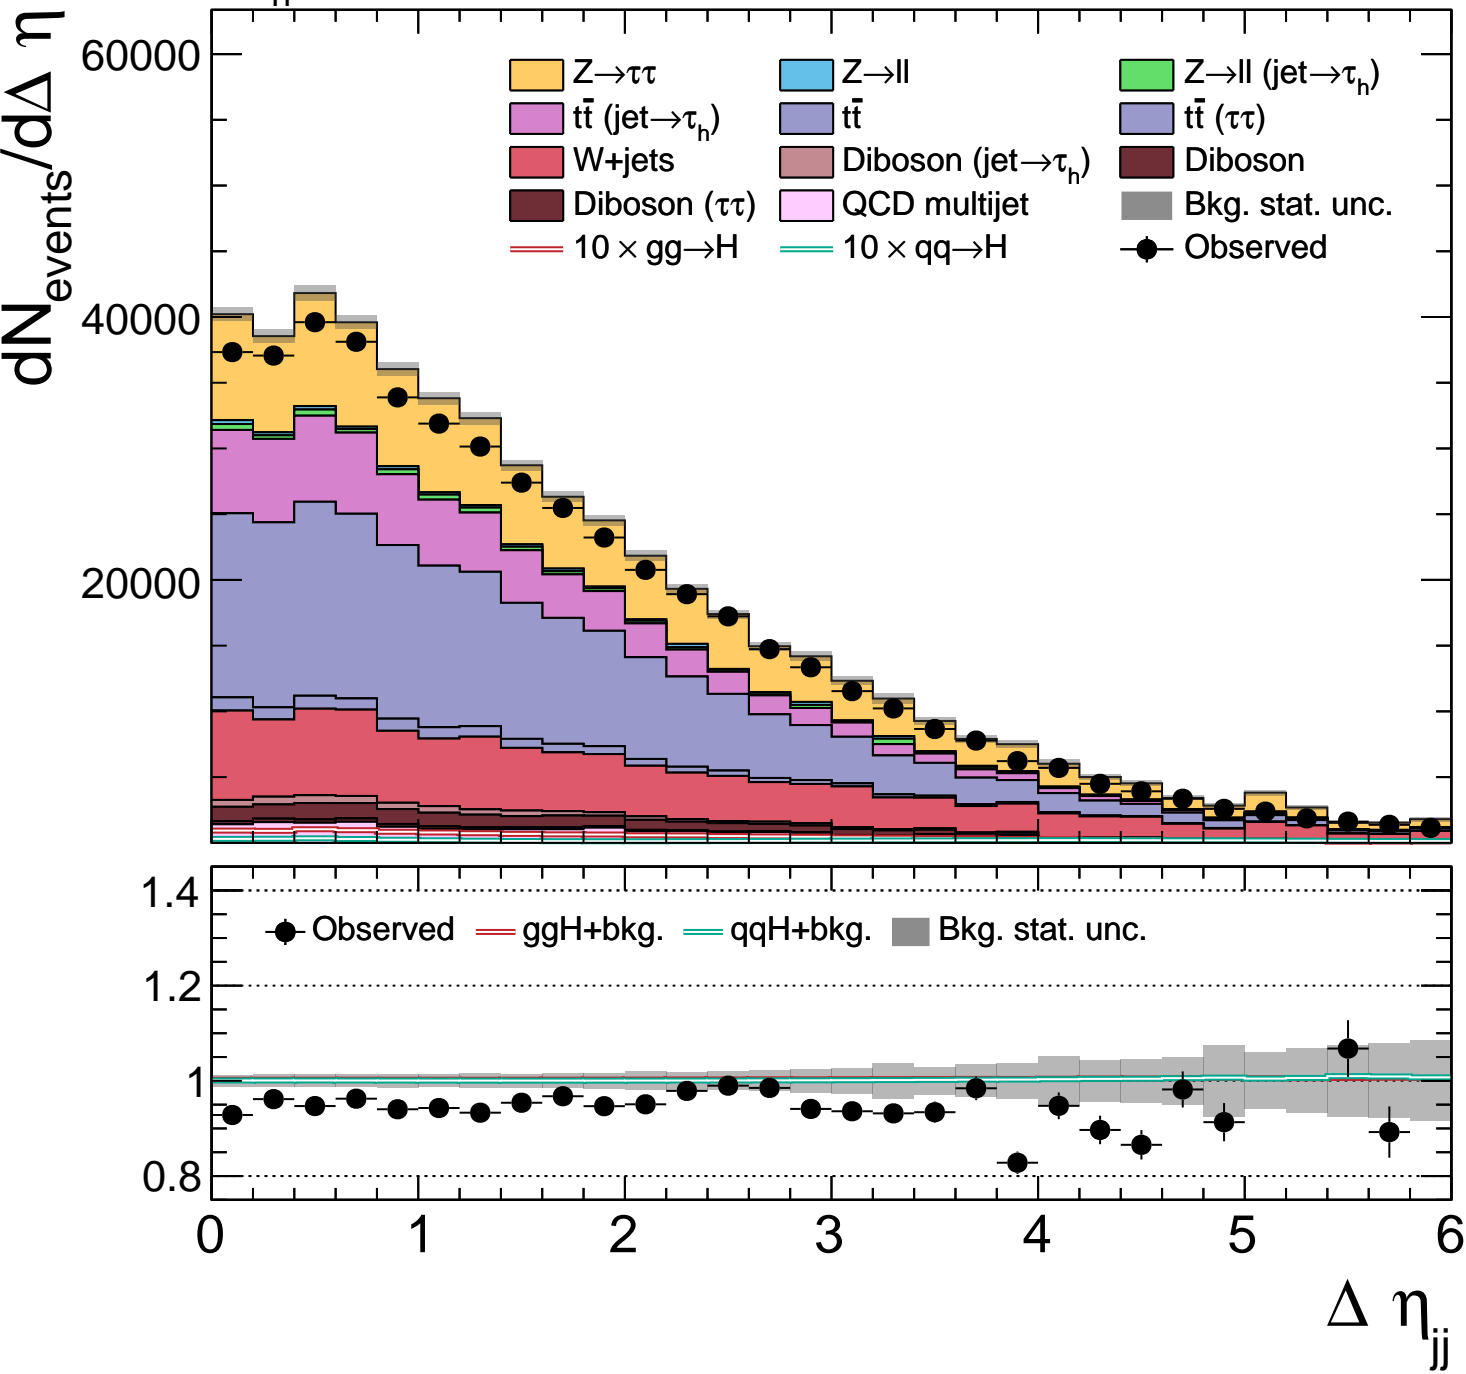 dN_events/dΔ η
60000
40000
20000
Z→ττ Z→ll Z→ll (jet→τ_h)
tt̄ (jet→τ_h) tt̄ tt̄ (ττ)
W+jets Diboson (jet→τ_h) Diboson
Diboson (ττ) QCD multijet Bkg. stat. unc.
10 × gg→H 10 × qq→H Observed
1.4
Observed ggH+bkg. qqH+bkg. Bkg. stat. unc.
1.2
1
0.8
0 1 2 3 4 5 6
Δ η_jj